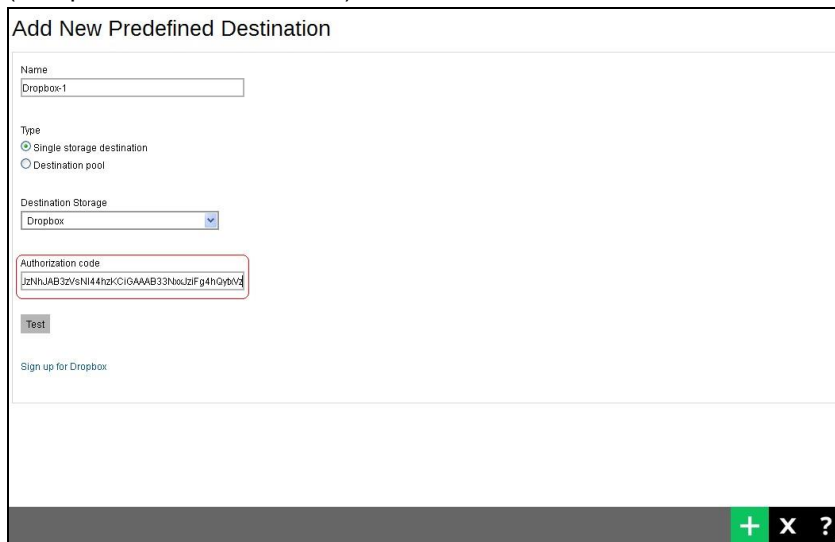 Add New Predefined Destination
Name
Dropbox-1
Type
Single storage destination
Destination pool
Destination Storage
Dropbox
Authorization code
Test
Sign up for Dropbox
+ X ?